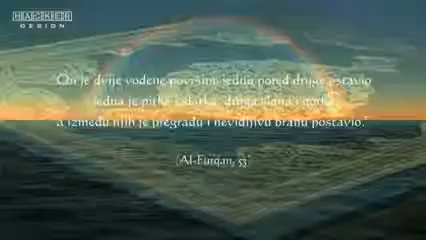 HACKER
DESIGN
"On je dvije vodene površine jednu pored druge ostavio
jedna je pitka i slatka, druga slana i gorka
a između njih je pregradu i nevidljivu branu postavio."
(Al-Furqan, 53)